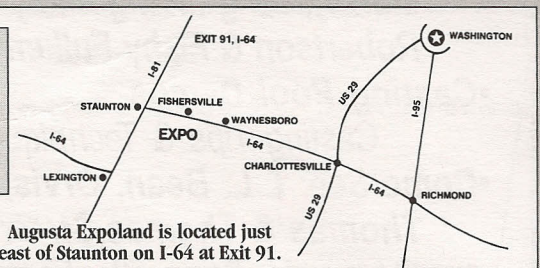 WASHINGTON
EXIT 91, I-64
I-81
US 29
I-95
STAUNTON
FISHERSVILLE
WAYNESBORO
EXPO
I-64
I-64
CHARLOTTESVILLE
LEXINGTON
I-64
RICHMOND
US 29
Augusta Expoland is located just
east of Staunton on I-64 at Exit 91.